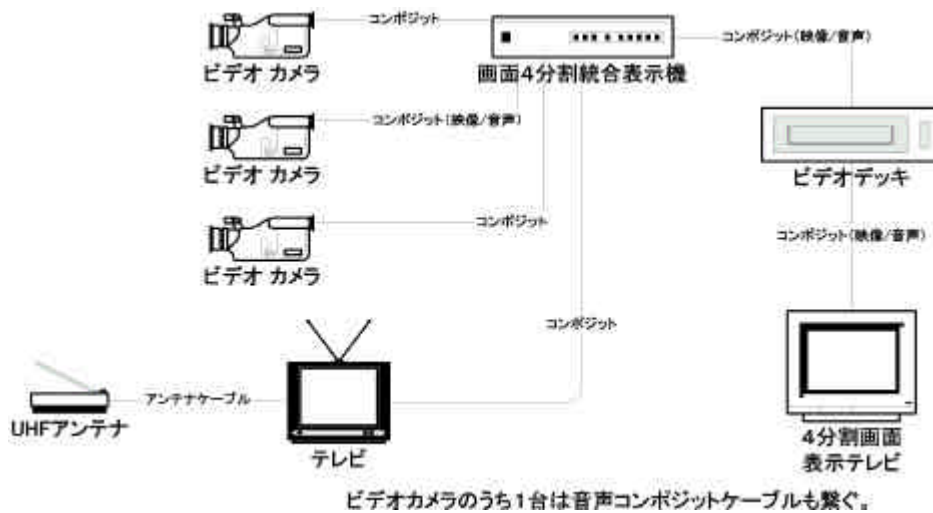 コンポジット
コンポジット(映像/音声)
ビデオ カメラ
画面4分割統合表示機
コンポジット(映像/音声)
ビデオ カメラ
ビデオデッキ
コンポジット
コンポジット(映像/音声)
ビデオ カメラ
コンポジット
アンテナケーブル
UHFアンテナ
テレビ
4分割画面
表示テレビ
ビデオカメラのうち1台は音声コンポジットケーブルも繋ぐ。